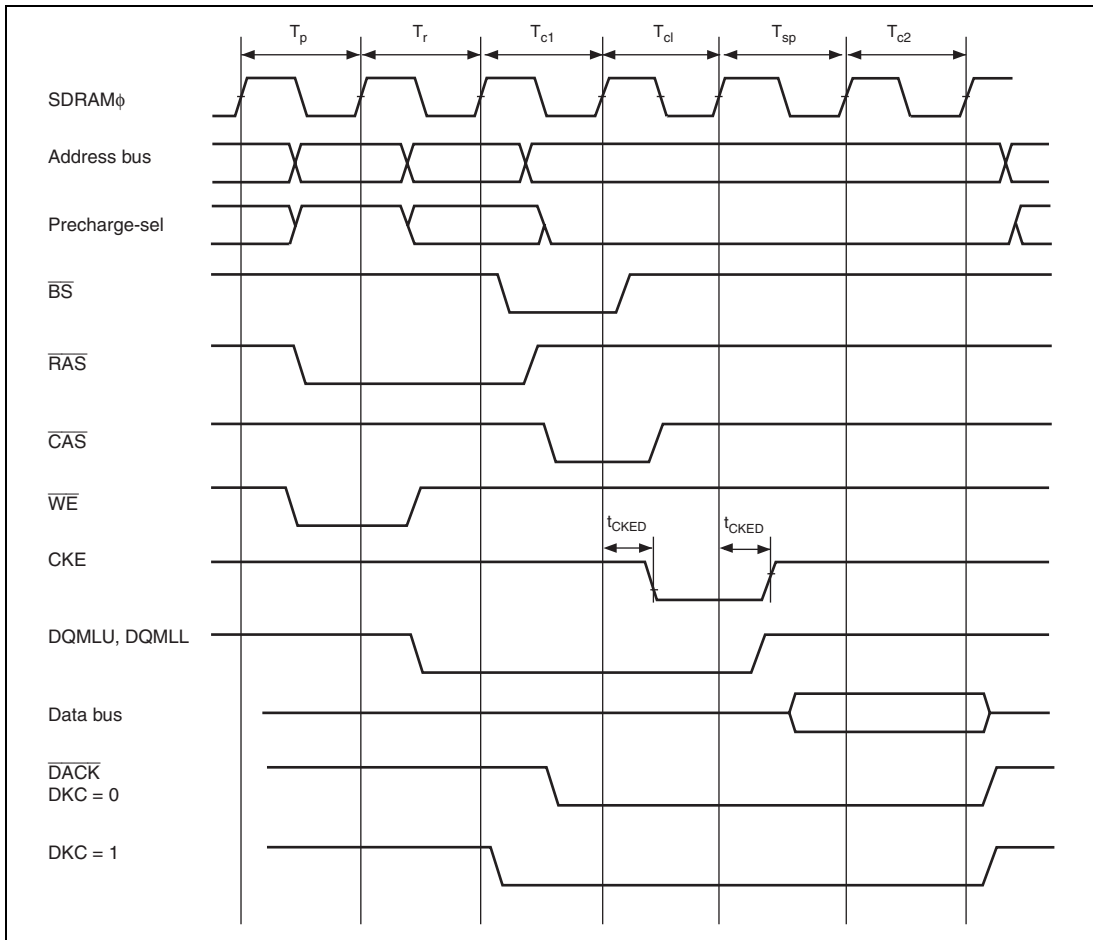 Tp Tr Tc1 Tcl Tsp Tc2
SDRAMϕ
Address bus
Precharge-sel
BS
RAS
CAS
WE
tCKED tCKED
CKE
DQMLU, DQMLL
Data bus
DACK
DKC = 0
DKC = 1